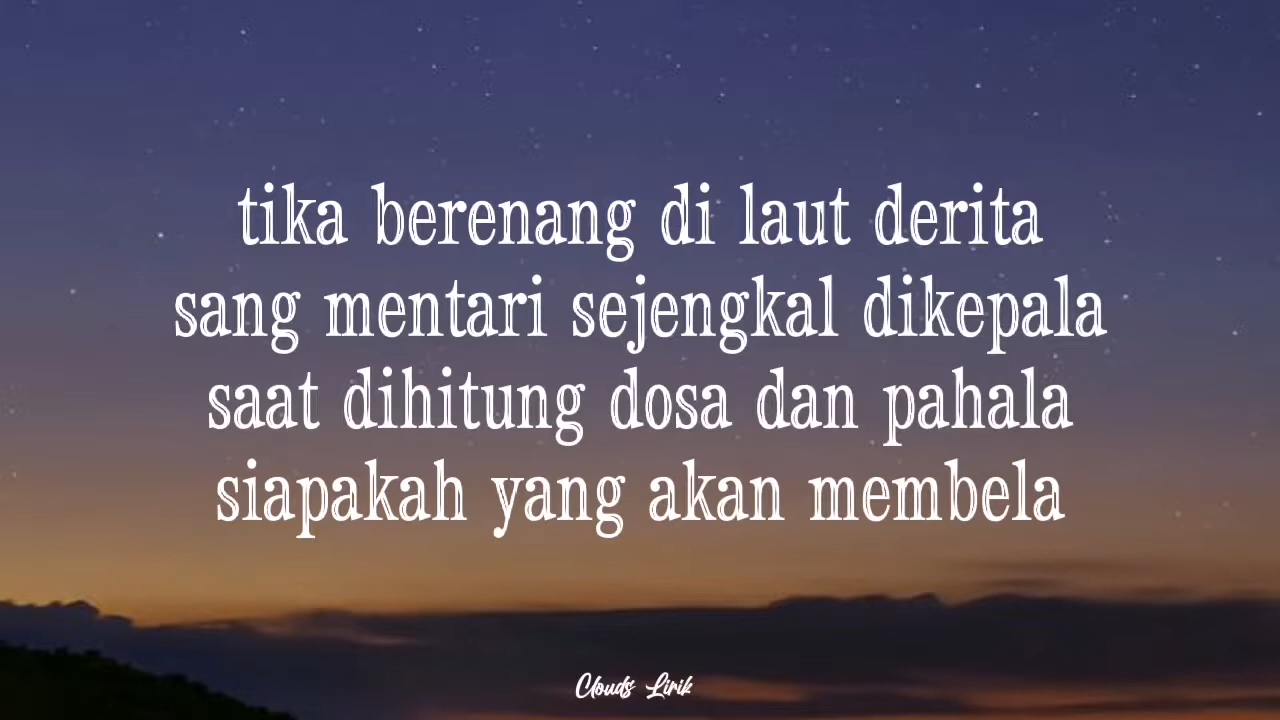 tika berenang di laut derita
sang mentari sejengkal dikepala
saat dihitung dosa dan pahala
siapakah yang akan membela
Clouds Lirik